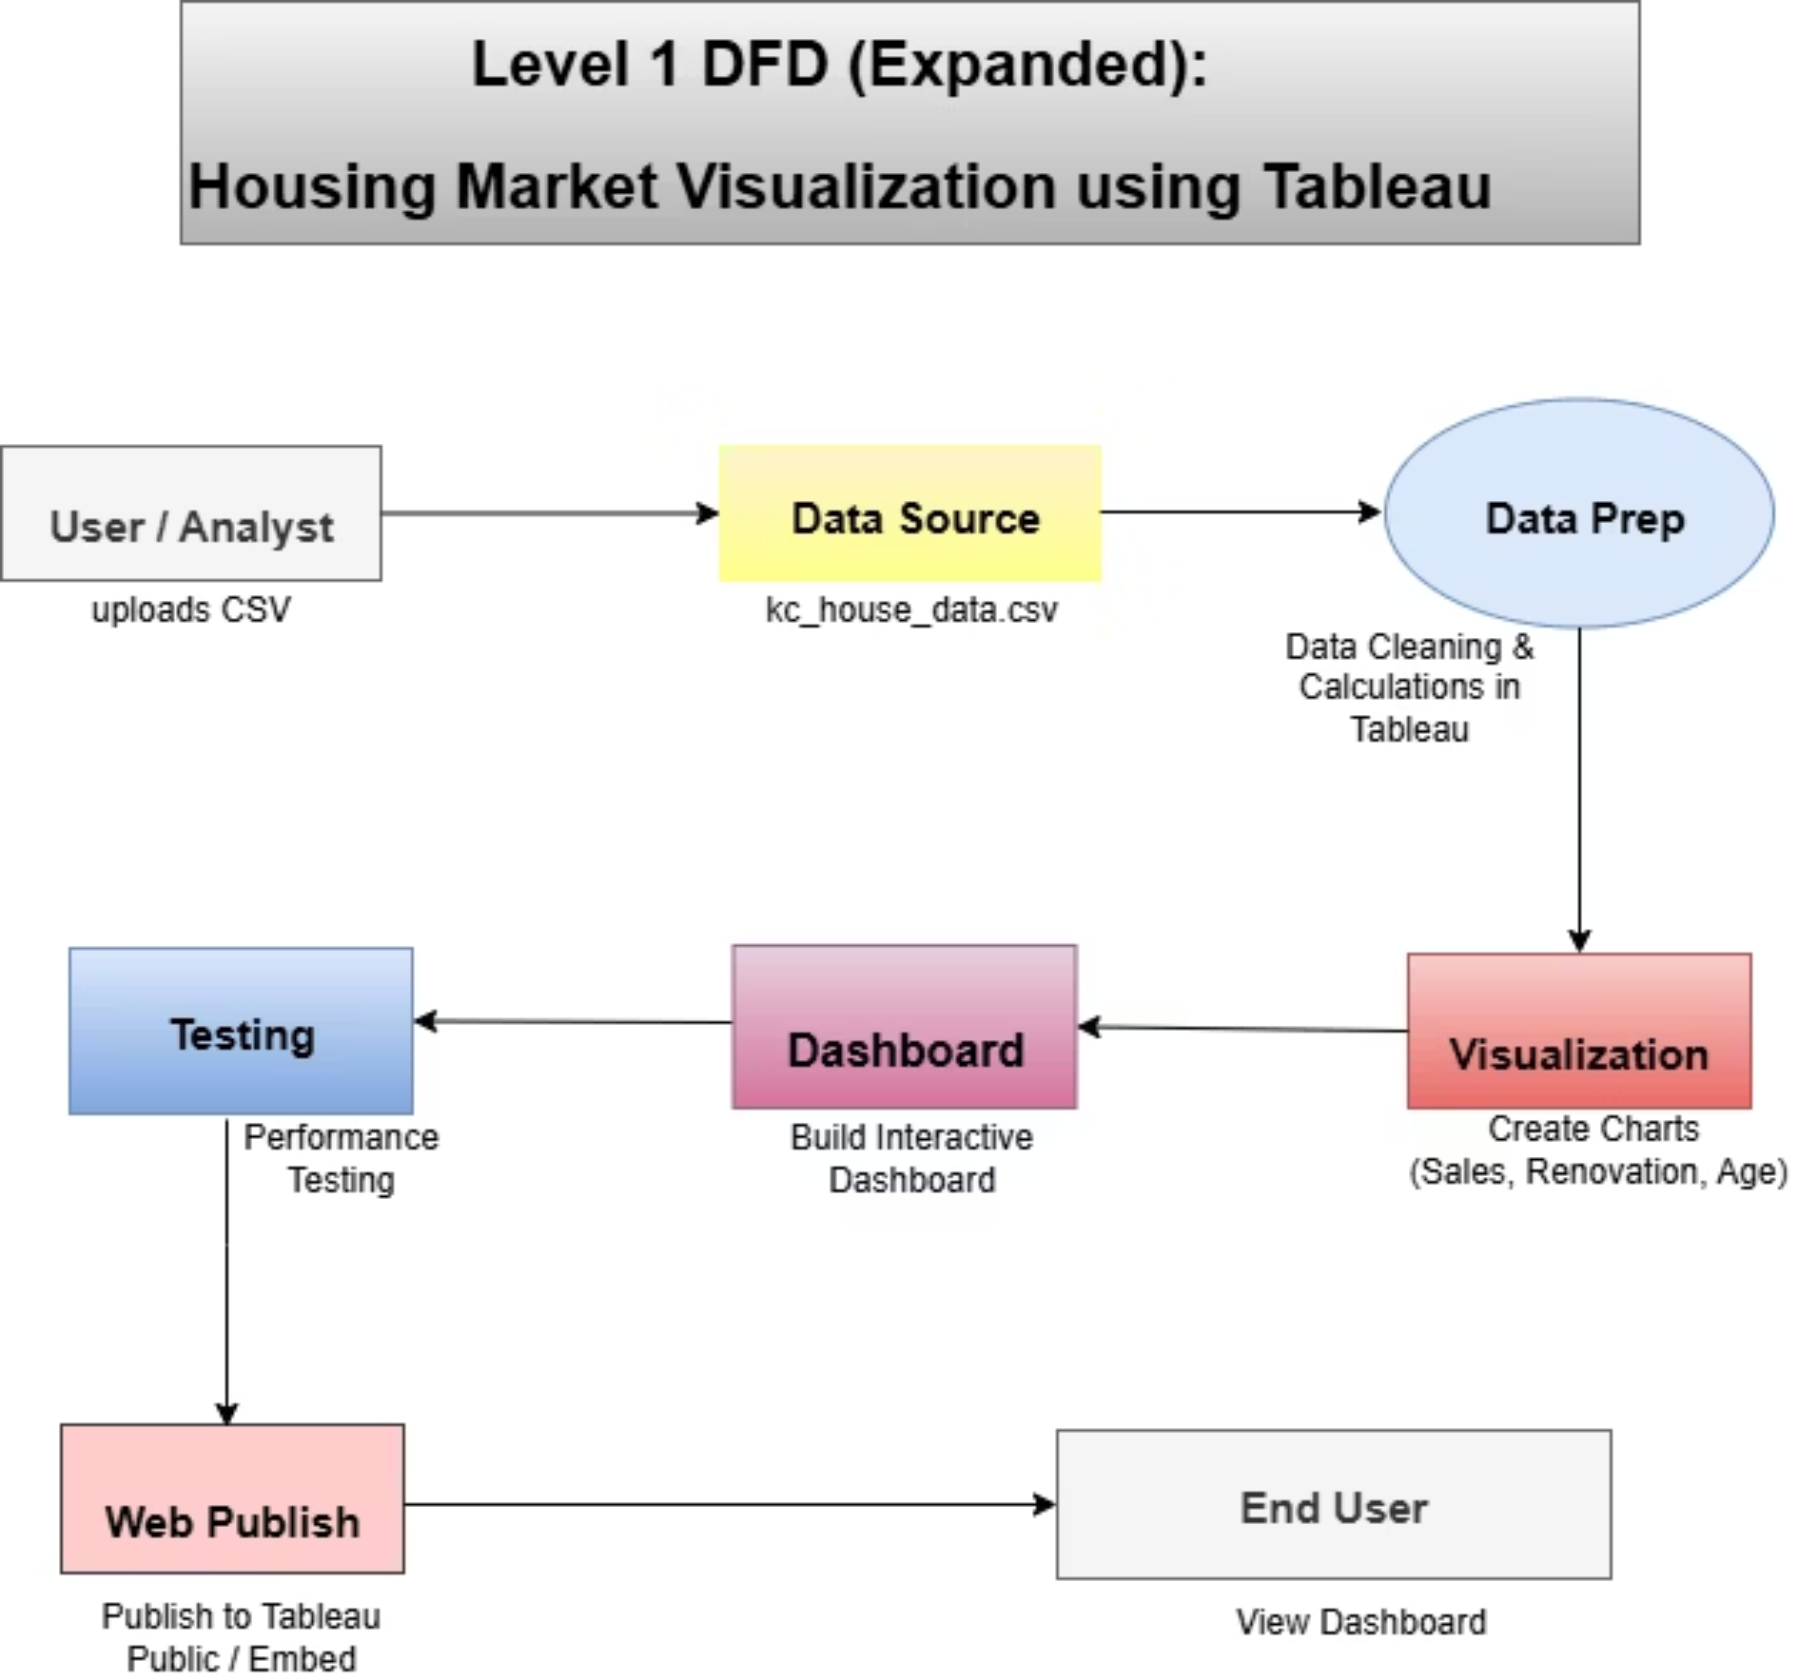 Level 1 DFD (Expanded):
Housing Market Visualization using Tableau
User / Analyst
uploads CSV
Data Source
kc_house_data.csv
Data Prep
Data Cleaning &
Calculations in
Tableau
Visualization
Create Charts
(Sales, Renovation, Age)
Dashboard
Build Interactive
Dashboard
Testing
Performance
Testing
Web Publish
Publish to Tableau
Public / Embed
End User
View Dashboard